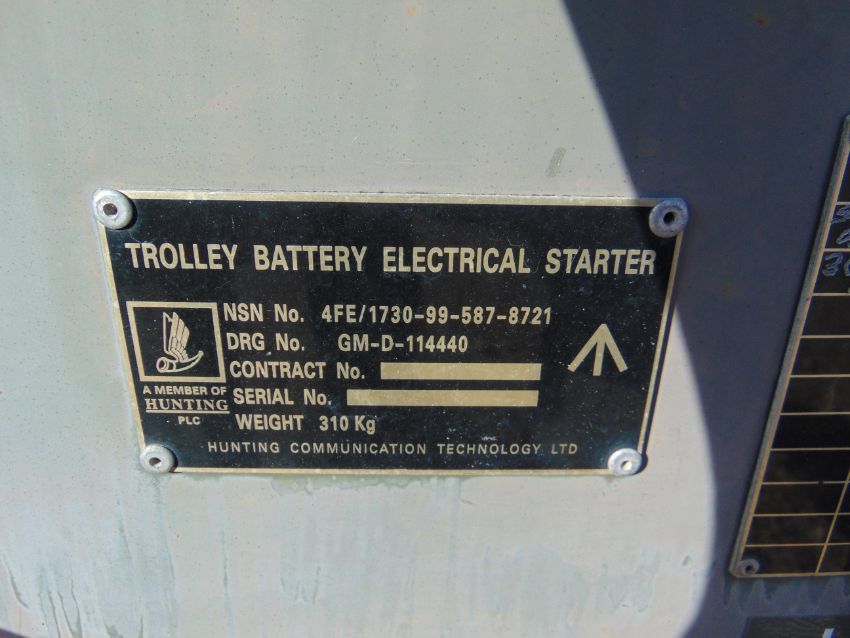 TROLLEY BATTERY ELECTRICAL STARTER
NSN No. 4FE/1730-99-587-8721
DRG No. GM-D-114440
CONTRACT No.
SERIAL No.
WEIGHT 310 Kg
A MEMBER OF
HUNTING
PLC
HUNTING COMMUNICATION TECHNOLOGY LTD